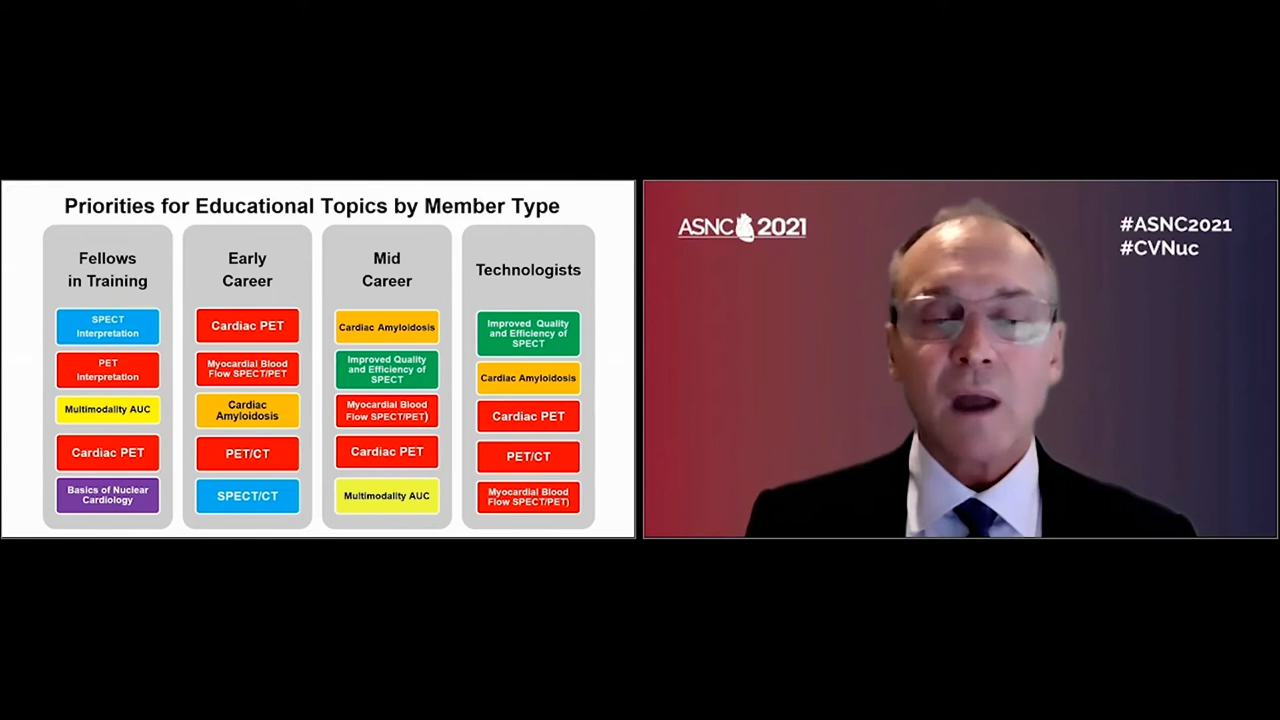 Priorities for Educational Topics by Member Type
Fellows
in Training
SPECT
Interpretation
PET
Interpretation
Multimodality AUC
Cardiac PET
Basics of Nuclear
Cardiology
Early
Career
Cardiac PET
Myocardial Blood
Flow SPECT/PET
Cardiac
Amyloidosis
PET/CT
SPECT/CT
Mid
Career
Cardiac Amyloidosis
Improved Quality
and Efficiency of
SPECT
Myocardial Blood
Flow SPECT/PET)
Cardiac PET
Multimodality AUC
Technologists
Improved Quality
and Efficiency of
SPECT
Cardiac Amyloidosis
Cardiac PET
PET/CT
Myocardial Blood
Flow SPECT/PET)
ASNC 2021
#ASNC2021
#CVNuc